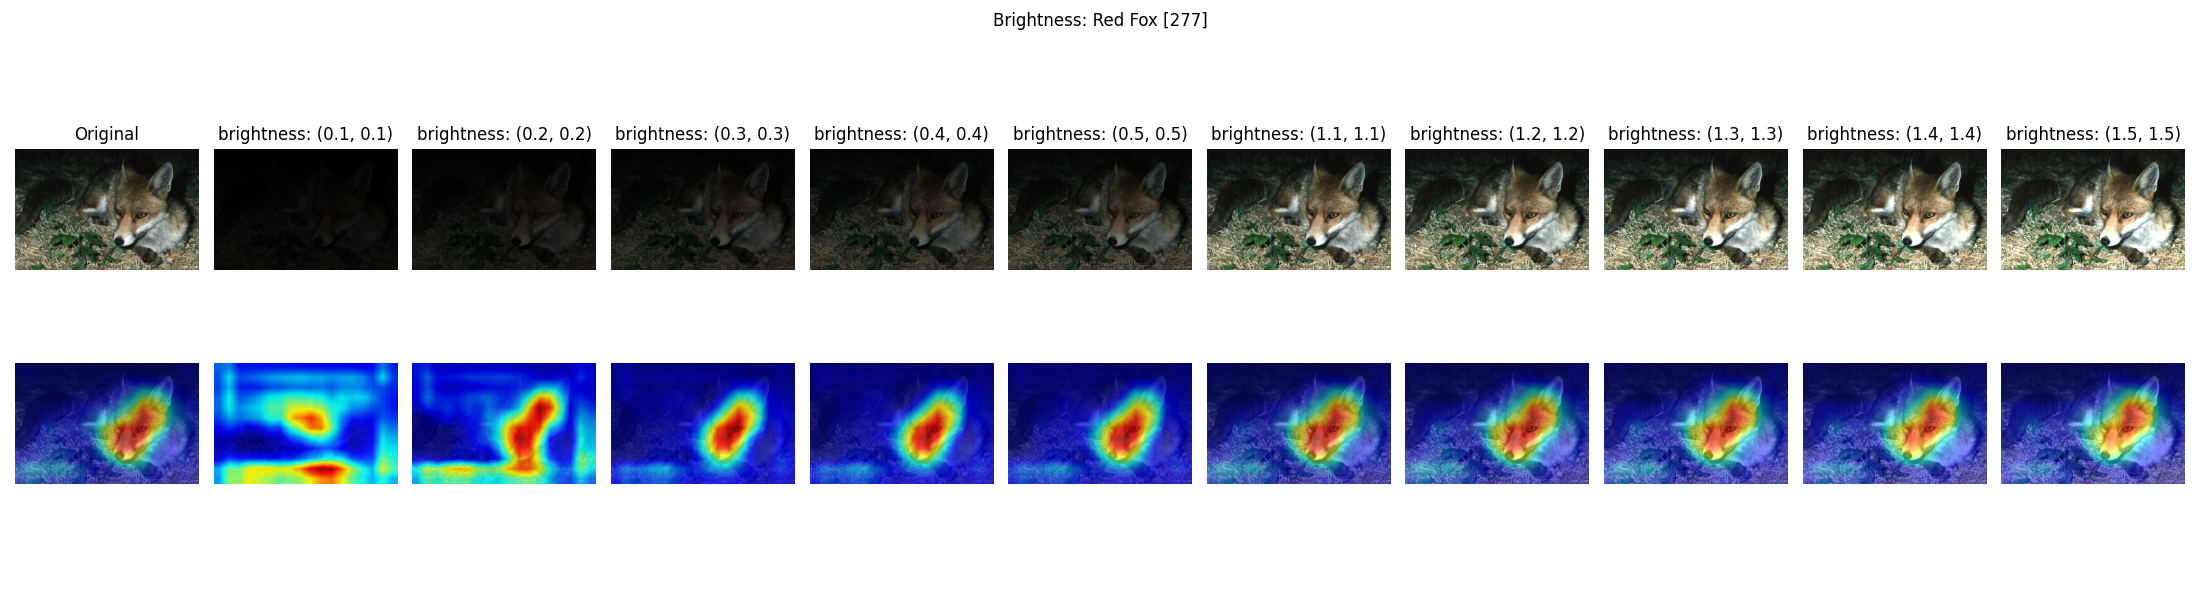 Brightness: Red Fox [277]
Original
brightness: (0.1, 0.1)
brightness: (0.2, 0.2)
brightness: (0.3, 0.3)
brightness: (0.4, 0.4)
brightness: (0.5, 0.5)
brightness: (1.1, 1.1)
brightness: (1.2, 1.2)
brightness: (1.3, 1.3)
brightness: (1.4, 1.4)
brightness: (1.5, 1.5)